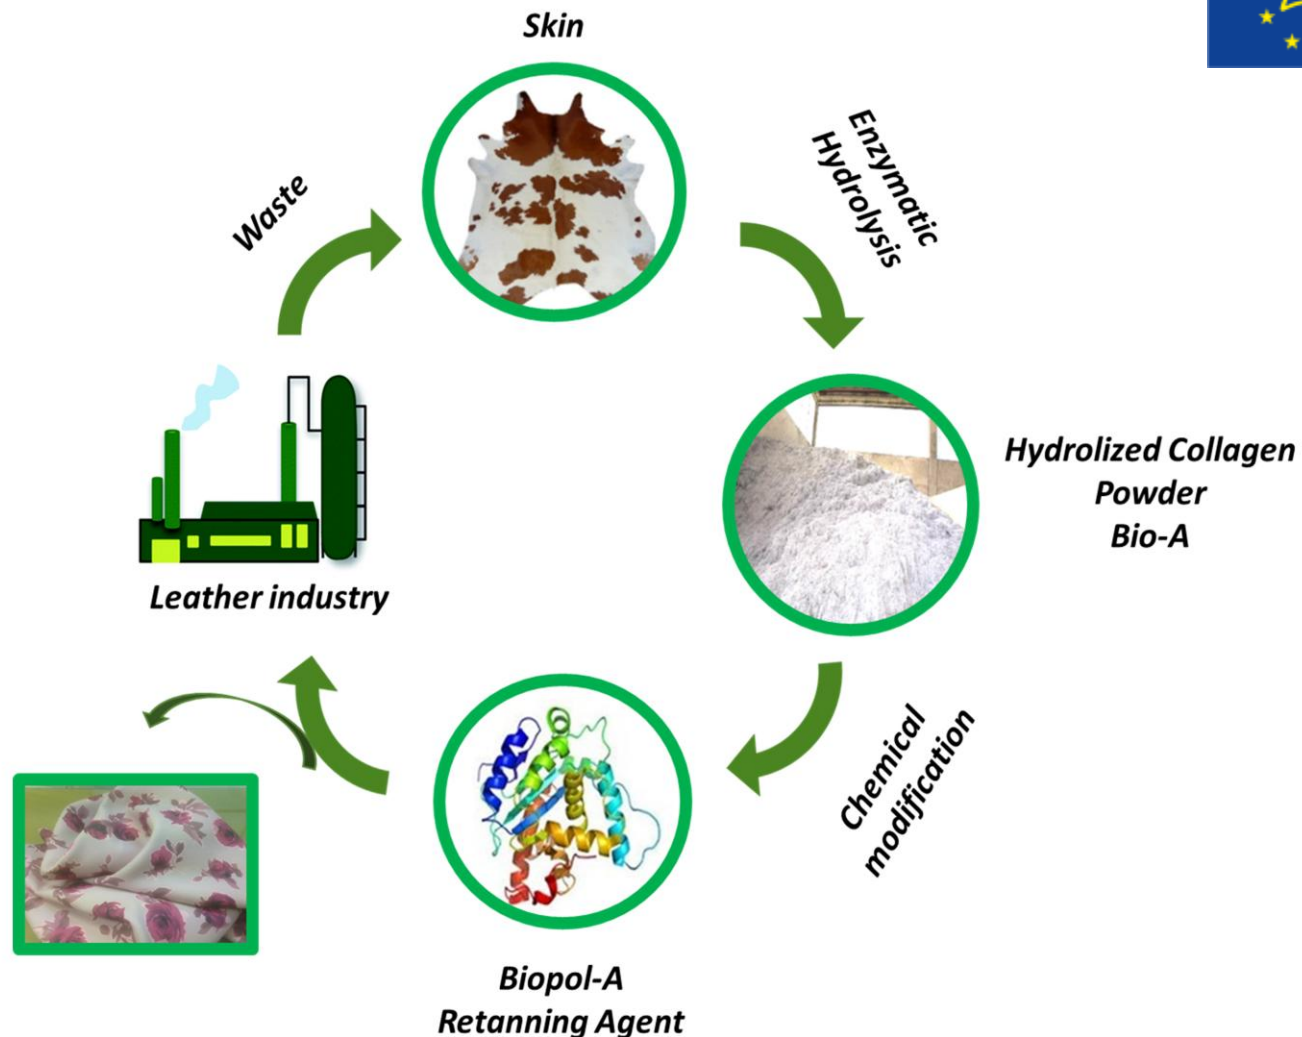 Skin
Waste
Enzymatic
Hydrolysis
Hydrolized Collagen
Powder
Bio-A
Leather industry
Chemical
modification
Biopol-A
Retanning Agent